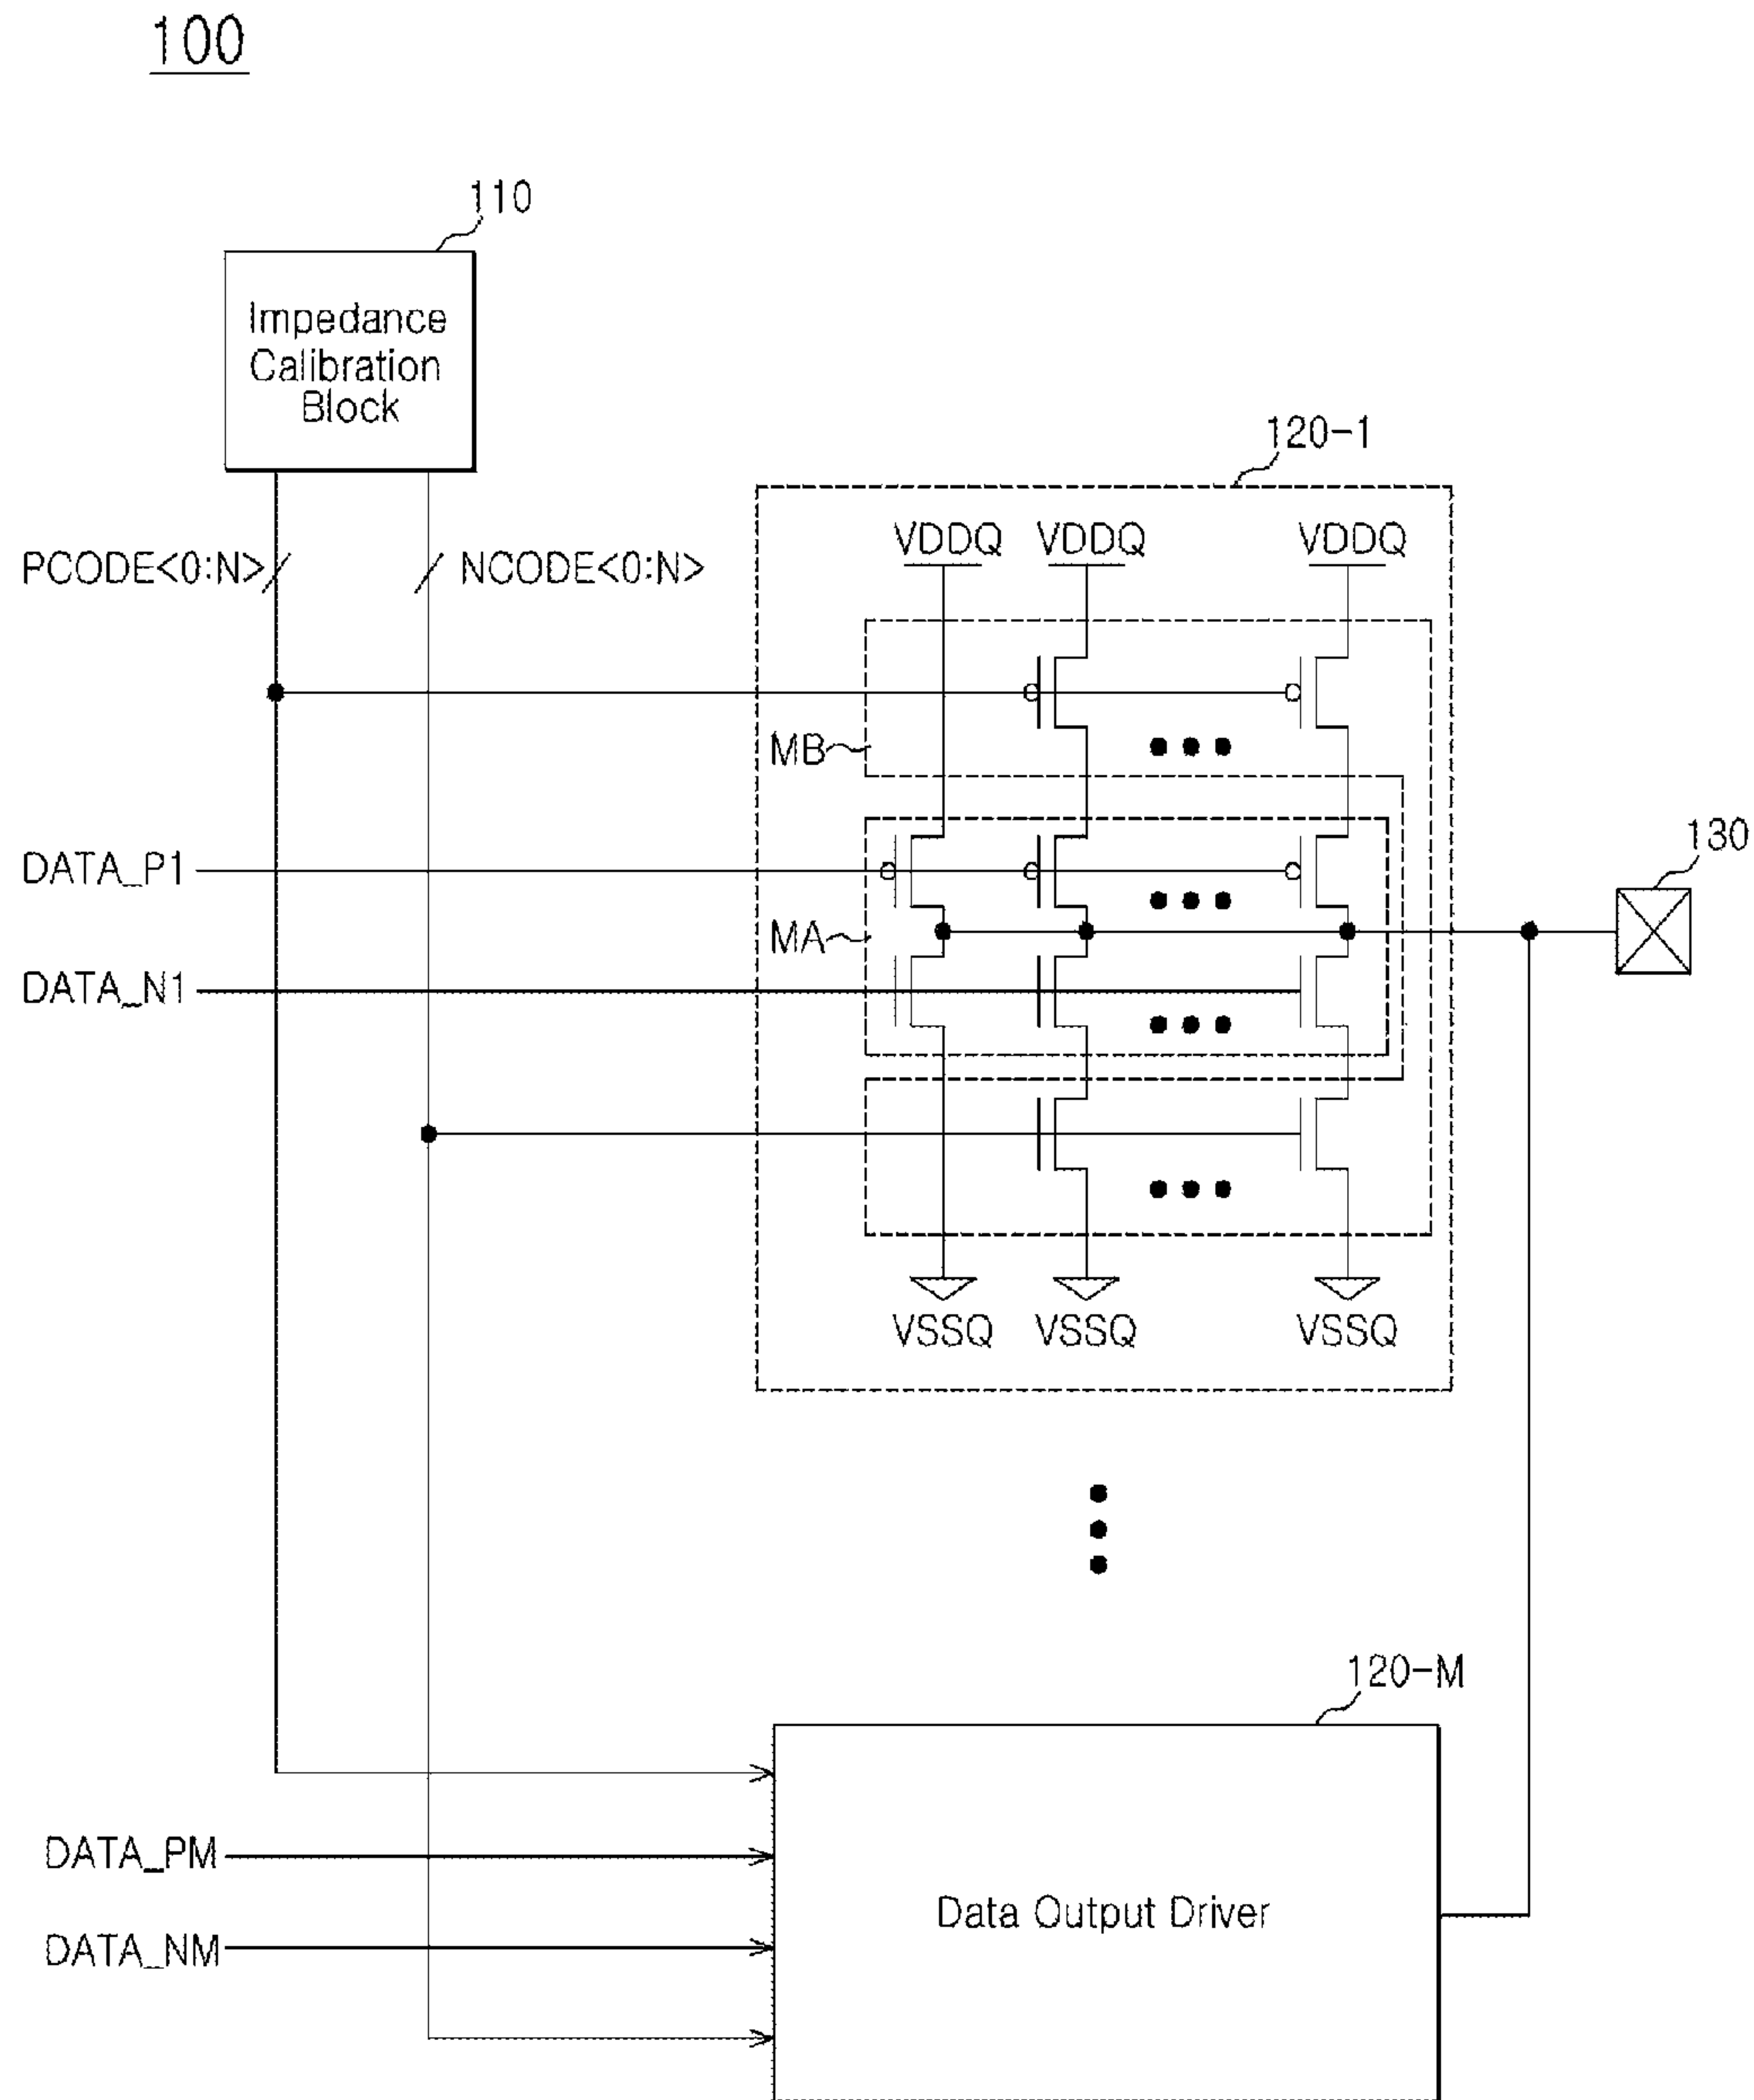 100
110
Impedance
Calibration
Block
PCODE<0:N>
NCODE<0:N>
120-1
VDDQ VDDQ VDDQ
MB
DATA_P1
130
MA
DATA_N1
VSSQ VSSQ VSSQ
120-M
DATA_PM
Data Output Driver
DATA_NM